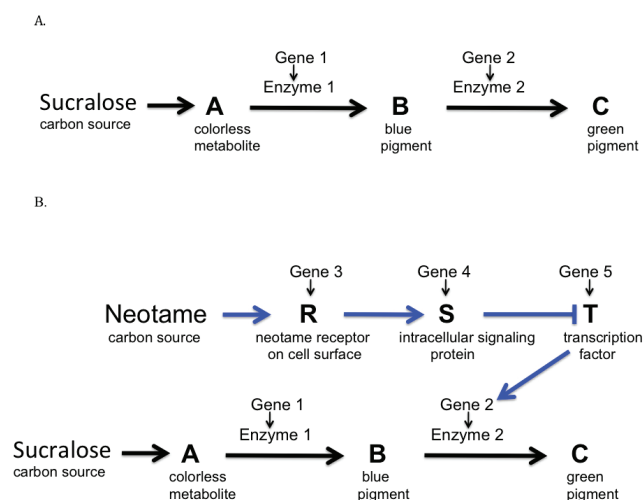 A.
Gene 1
Gene 2
Enzyme 1
Enzyme 2
Sucralose
A
B
C
carbon source
colorless
metabolite
blue
pigment
green
pigment
B.
Gene 3
Gene 4
Gene 5
Neotame
R
S
T
carbon source
neotame receptor
on cell surface
intracellular signaling
protein
transcription
factor
Gene 1
Gene 2
Enzyme 1
Enzyme 2
Sucralose
A
B
C
carbon source
colorless
metabolite
blue
pigment
green
pigment